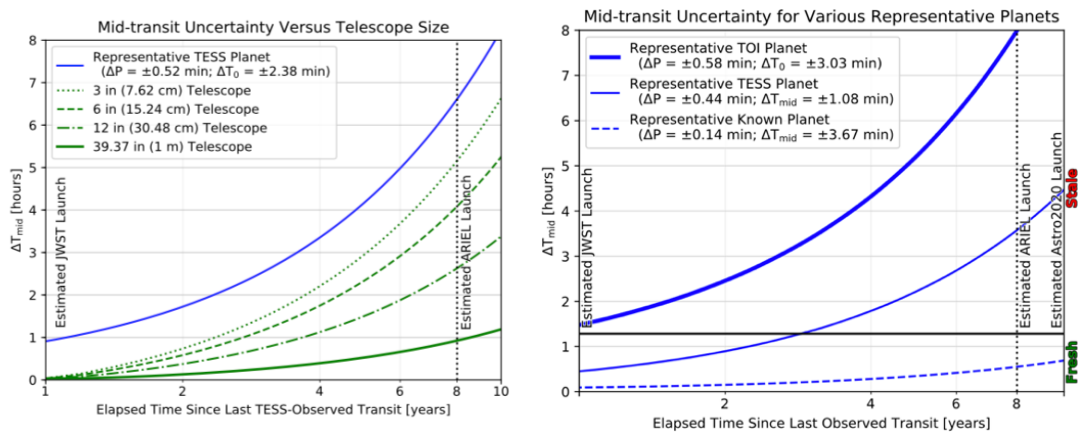 Mid-transit Uncertainty Versus Telescope Size
8
7
6
5
4
3
2
1
0
ΔTmid [hours]
Representative TESS Planet
(ΔP = ±0.52 min; ΔT0 = ±2.38 min)
3 in (7.62 cm) Telescope
6 in (15.24 cm) Telescope
12 in (30.48 cm) Telescope
39.37 in (1 m) Telescope
Estimated JWST Launch
Estimated ARIEL Launch
1 2 4 6 8 10
Elapsed Time Since Last TESS-Observed Transit [years]
Mid-transit Uncertainty for Various Representative Planets
8
7
6
5
4
3
2
1
0
ΔTmid [hours]
Representative TOI Planet
(ΔP = ±0.58 min; ΔT0 = ±3.03 min)
Representative TESS Planet
(ΔP = ±0.44 min; ΔTmid = ±1.08 min)
Representative Known Planet
(ΔP = ±0.14 min; ΔTmid = ±3.67 min)
Estimated JWST Launch
Estimated ARIEL Launch
Estimated Astro2020 Launch
Stale
Fresh
2 4 6 8
Elapsed Time Since Last Observed Transit [years]